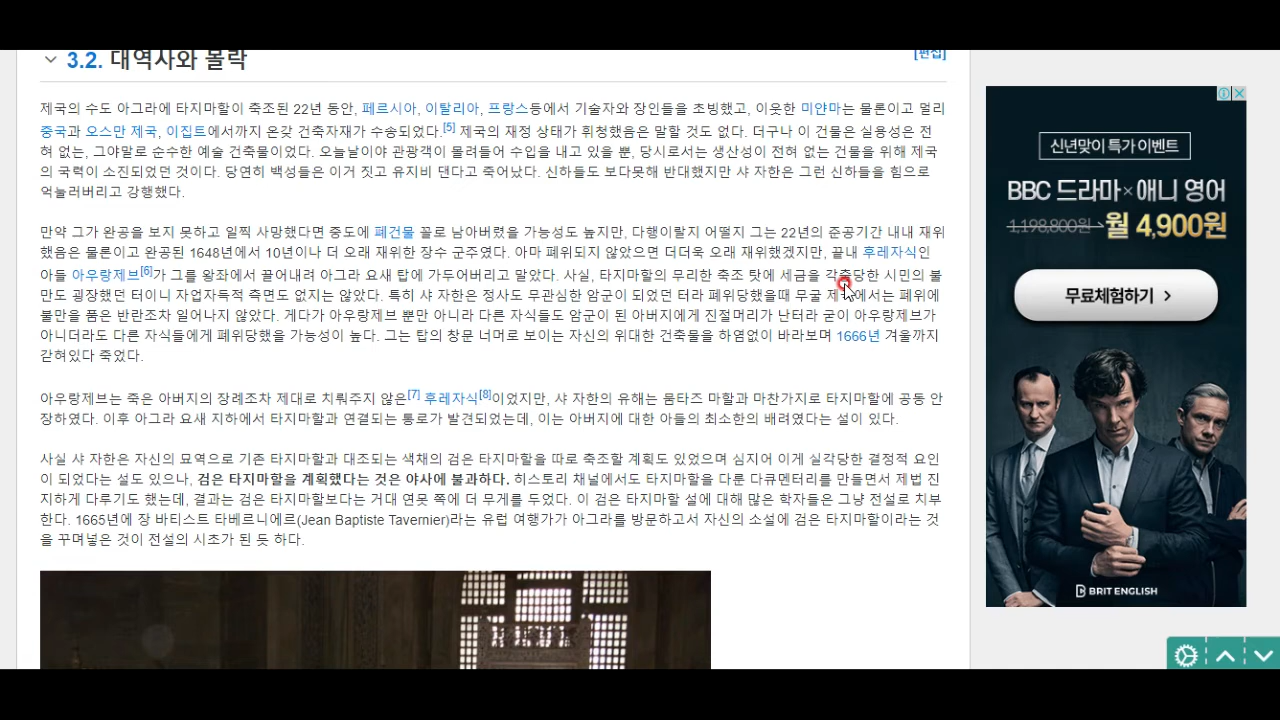 3.2. 대역사와 몰락
[편집]
제국의 수도 아그라에 타지마할이 축조된 22년 동안, 페르시아, 이탈리아, 프랑스등에서 기술자와 장인들을 초빙했고, 이웃한 미얀마는 물론이고 멀리
중국과 오스만 제국, 이집트에서까지 온갖 건축자재가 수송되었다.[5] 제국의 재정 상태가 휘청했음은 말할 것도 없다. 더구나 이 건물은 실용성은 전
혀 없는, 그야말로 순수한 예술 건축물이었다. 오늘날이야 관광객이 몰려들어 수입을 내고 있을 뿐, 당시로서는 생산성이 전혀 없는 건물을 위해 제국
의 국력이 소진되었던 것이다. 당연히 백성들은 이거 짓고 유지비 댄다고 죽어났다. 신하들도 보다못해 반대했지만 샤 자한은 그런 신하들을 힘으로
억눌러버리고 강행했다.
만약 그가 완공을 보지 못하고 일찍 사망했다면 중도에 폐건물 꼴로 남아버렸을 가능성도 높지만, 다행이랄지 어떨지 그는 22년의 준공기간 내내 재위
했음은 물론이고 완공된 1648년에서 10년이나 더 오래 재위한 장수 군주였다. 아마 폐위되지 않았으면 더더욱 오래 재위했겠지만, 끝내 후레자식인
아들 아우랑제브[6]가 그를 왕좌에서 끌어내려 아그라 요새 탑에 가두어버리고 말았다. 사실, 타지마할의 무리한 축조 탓에 세금을 각출당한 시민의 불
만도 굉장했던 터이니 자업자득적 측면도 없지는 않았다. 특히 샤 자한은 정사도 무관심한 암군이 되었던 터라 폐위당했을때 무굴 제국에서는 폐위에
불만을 품은 반란조차 일어나지 않았다. 게다가 아우랑제브 뿐만 아니라 다른 자식들도 암군이 된 아버지에게 진절머리가 난터라 굳이 아우랑제브가
아니더라도 다른 자식들에게 폐위당했을 가능성이 높다. 그는 탑의 창문 너머로 보이는 자신의 위대한 건축물을 하염없이 바라보며 1666년 겨울까지
갇혀있다 죽었다.
아우랑제브는 죽은 아버지의 장례조차 제대로 치뤄주지 않은[7] 후레자식[8]이었지만, 샤 자한의 유해는 뭄타즈 마할과 마찬가지로 타지마할에 공동 안
장하였다. 이후 아그라 요새 지하에서 타지마할과 연결되는 통로가 발견되었는데, 이는 아버지에 대한 아들의 최소한의 배려였다는 설이 있다.
사실 샤 자한은 자신의 묘역으로 기존 타지마할과 대조되는 색채의 검은 타지마할을 따로 축조할 계획도 있었으며 심지어 이게 실각당한 결정적 요인
이 되었다는 설도 있으나, 검은 타지마할을 계획했다는 것은 야사에 불과하다. 히스토리 채널에서도 타지마할을 다룬 다큐멘터리를 만들면서 제법 진
지하게 다루기도 했는데, 결과는 검은 타지마할보다는 거대 연못 쪽에 더 무게를 두었다. 이 검은 타지마할 설에 대해 많은 학자들은 그냥 전설로 치부
한다. 1665년에 장 바티스트 타베르니에르(Jean Baptiste Tavernier)라는 유럽 여행가가 아그라를 방문하고서 자신의 소설에 검은 타지마할이라는 것
을 꾸며넣은 것이 전설의 시초가 된 듯 하다.
신년맞이 특가 이벤트
BBC 드라마×애니 영어
1,198,800원→월 4,900원
무료체험하기 >
BRIT ENGLISH